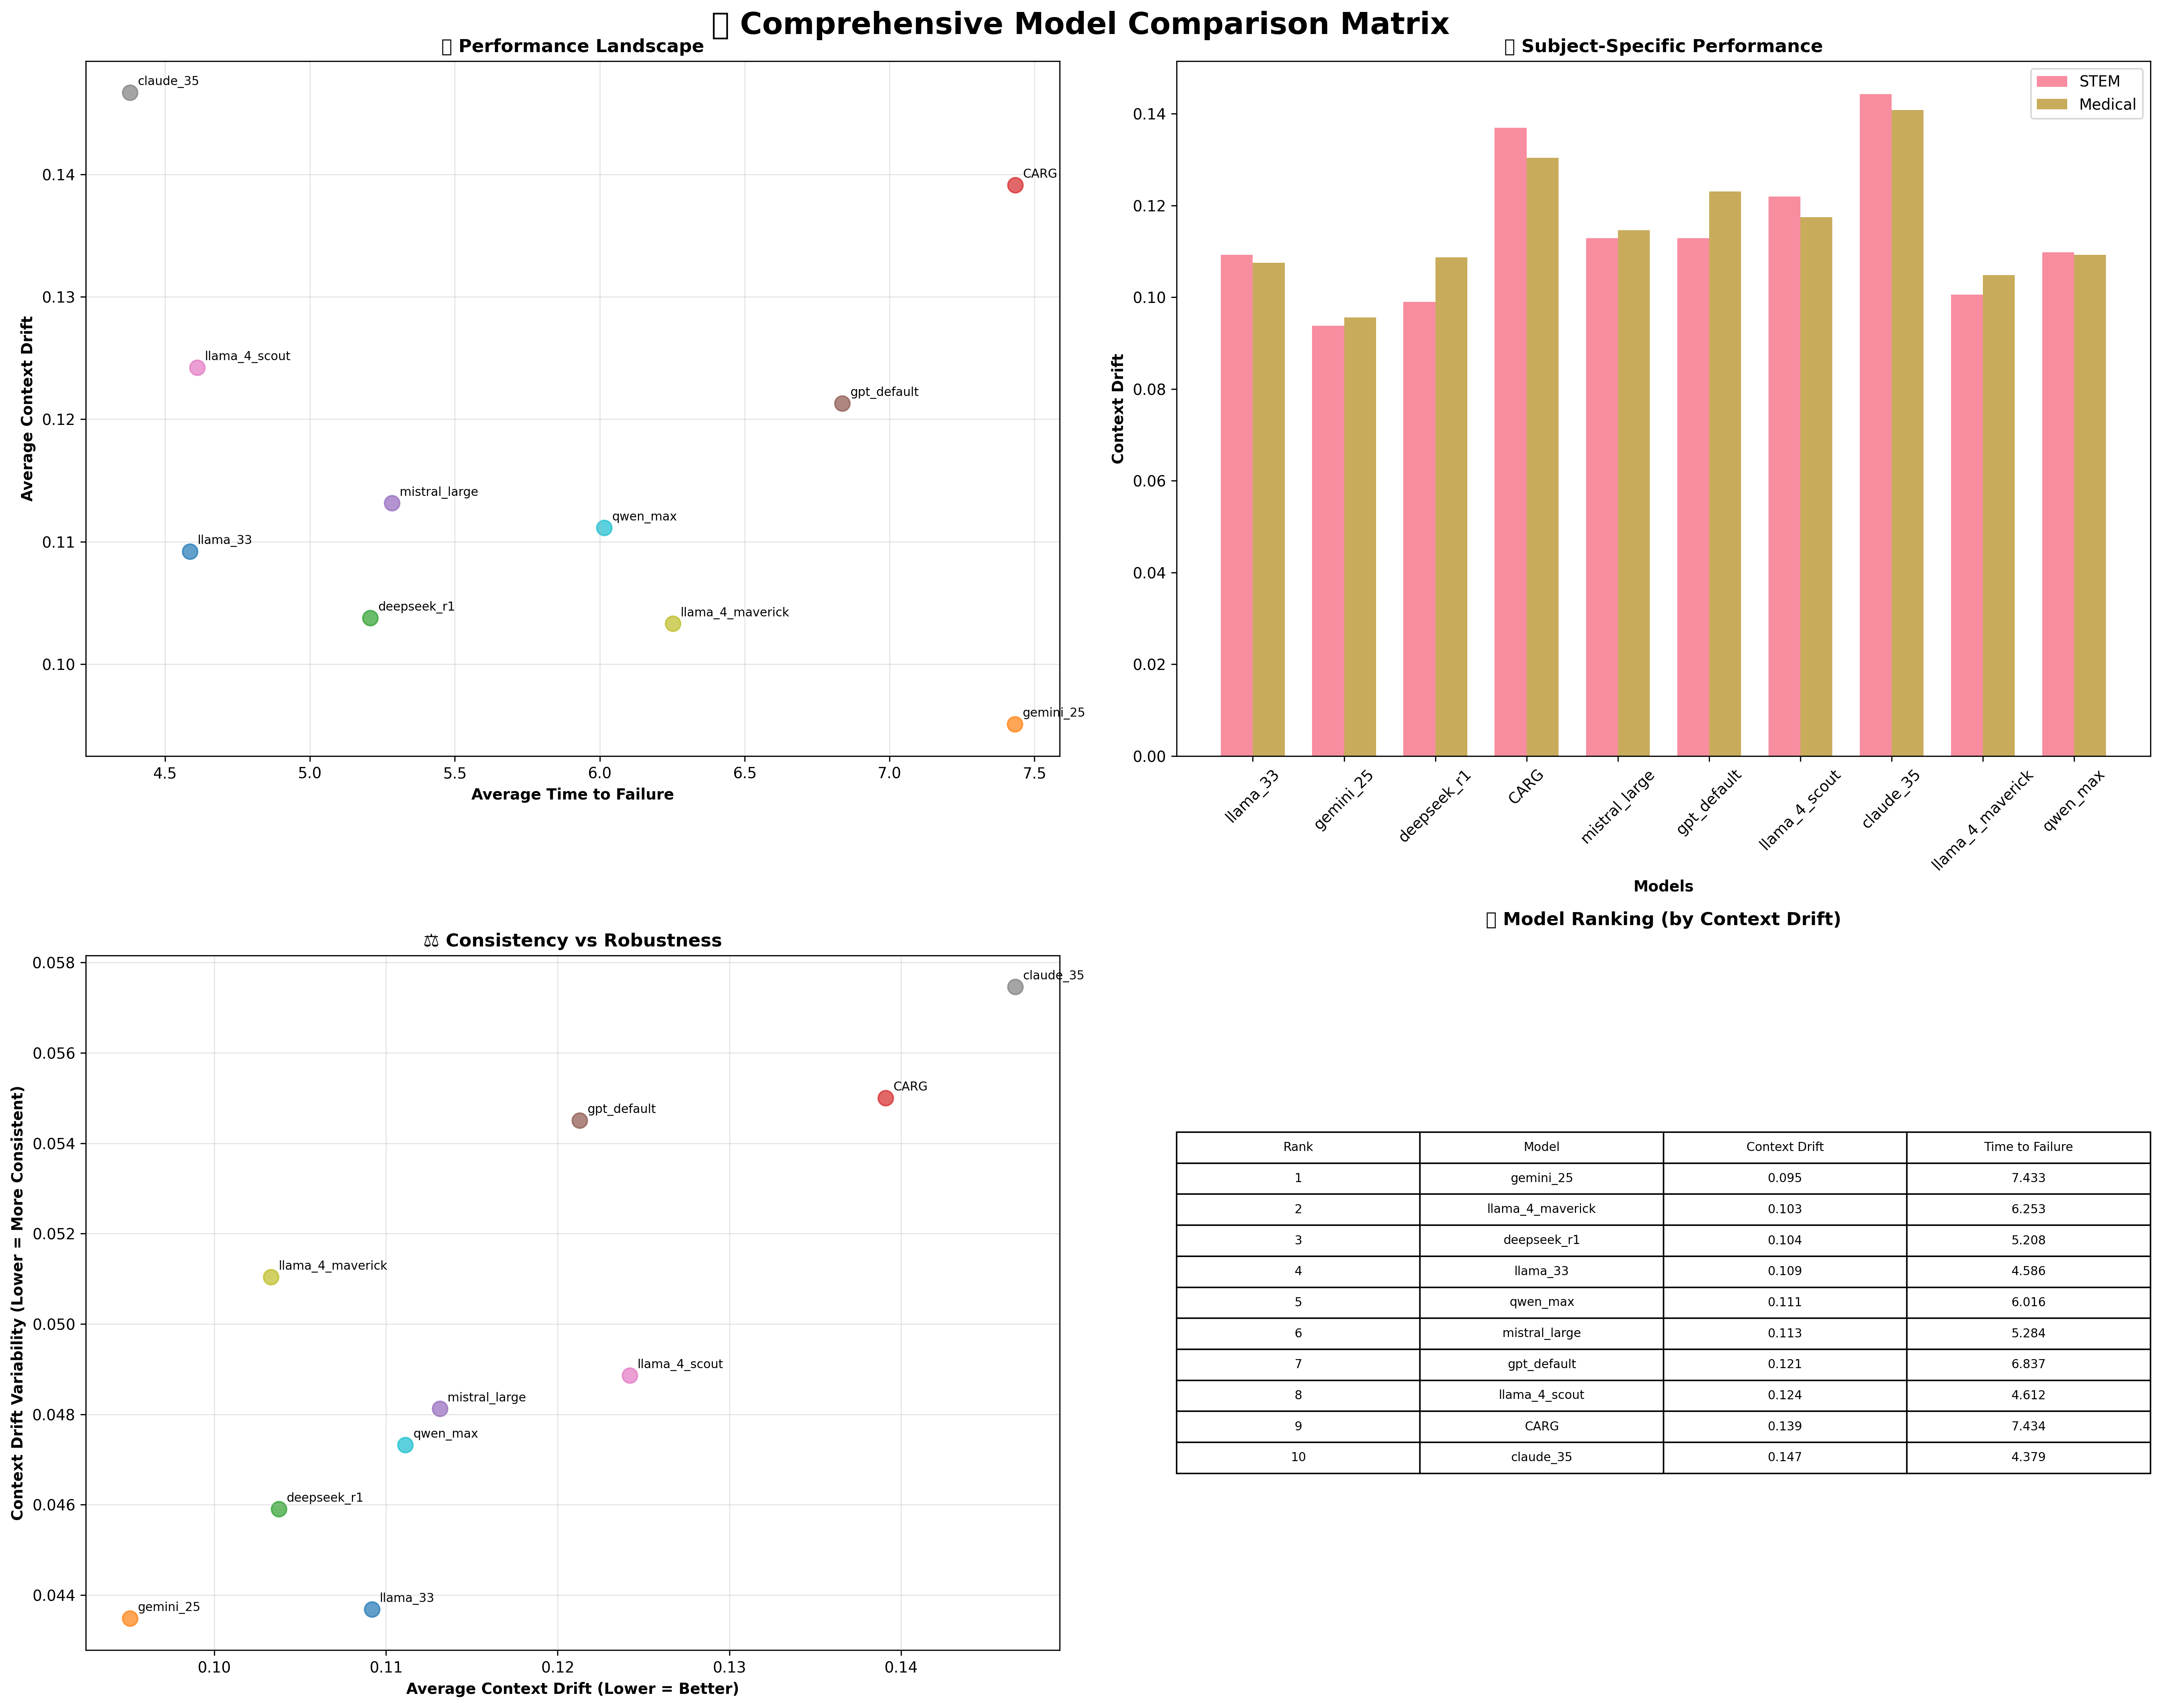 Comprehensive Model Comparison Matrix
Performance Landscape
claude_35
CARG
llama_4_scout
gpt_default
mistral_large
qwen_max
llama_33
deepseek_r1
llama_4_maverick
gemini_25
0.14
0.13
0.12
0.11
0.10
Average Context Drift
4.5 5.0 5.5 6.0 6.5 7.0 7.5
Average Time to Failure
Subject-Specific Performance
STEM
Medical
0.14
0.12
0.10
0.08
0.06
0.04
0.02
0.00
Context Drift
llama_33
gemini_25
deepseek_r1
CARG
mistral_large
gpt_default
llama_4_scout
claude_35
llama_4_maverick
qwen_max
Models
⚖ Consistency vs Robustness
claude_35
CARG
gpt_default
llama_4_maverick
llama_4_scout
mistral_large
qwen_max
deepseek_r1
llama_33
gemini_25
0.058
0.056
0.054
0.052
0.050
0.048
0.046
0.044
Context Drift Variability (Lower = More Consistent)
0.10 0.11 0.12 0.13 0.14
Average Context Drift (Lower = Better)
Model Ranking (by Context Drift)
Rank Model Context Drift Time to Failure
1 gemini_25 0.095 7.433
2 llama_4_maverick 0.103 6.253
3 deepseek_r1 0.104 5.208
4 llama_33 0.109 4.586
5 qwen_max 0.111 6.016
6 mistral_large 0.113 5.284
7 gpt_default 0.121 6.837
8 llama_4_scout 0.124 4.612
9 CARG 0.139 7.434
10 claude_35 0.147 4.379